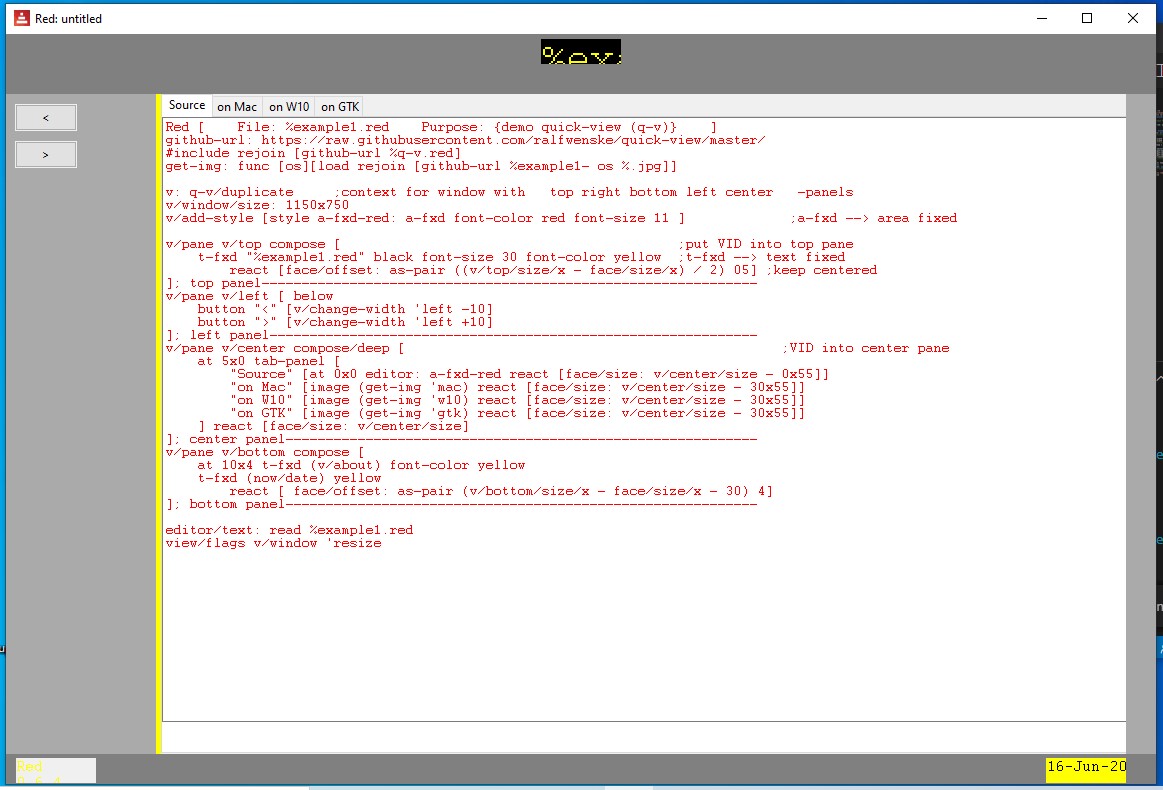 Red: untitled
%ex
<
>
Source on Mac on W10 on GTK
Red [    File: %example1.red    Purpose: {demo quick-view (q-v)}    ]
github-url: https://raw.githubusercontent.com/ralfwenske/quick-view/master/
#include rejoin [github-url %q-v.red]
get-img: func [os][load rejoin [github-url %example1- os %.jpg]]
v: q-v/duplicate     ;context for window with   top right bottom left center   -panels
v/window/size: 1150x750
v/add-style [style a-fxd-red: a-fxd font-color red font-size 11 ]             ;a-fxd --> area fixed
v/pane v/top compose [                                          ;put VID into top pane
    t-fxd "%example1.red" black font-size 30 font-color yellow  ;t-fxd --> text fixed
        react [face/offset: as-pair ((v/top/size/x - face/size/x) / 2) 05] ;keep centered
]; top panel--------------------------------------------------------------
v/pane v/left [ below
    button "<" [v/change-width 'left -10]
    button ">" [v/change-width 'left +10]
]; left panel-------------------------------------------------------------
v/pane v/center compose/deep [                                               ;VID into center pane
    at 5x0 tab-panel [
        "Source" [at 0x0 editor: a-fxd-red react [face/size: v/center/size - 0x55]]
        "on Mac" [image (get-img 'mac) react [face/size: v/center/size - 30x55]]
        "on W10" [image (get-img 'w10) react [face/size: v/center/size - 30x55]]
        "on GTK" [image (get-img 'gtk) react [face/size: v/center/size - 30x55]]
    ] react [face/size: v/center/size]
]; center panel-----------------------------------------------------------
v/pane v/bottom compose [
    at 10x4 t-fxd (v/about) font-color yellow
    t-fxd (now/date) yellow
        react [ face/offset: as-pair (v/bottom/size/x - face/size/x - 30) 4]
]; bottom panel-----------------------------------------------------------
editor/text: read %example1.red
view/flags v/window 'resize
Red
16-Jun-20